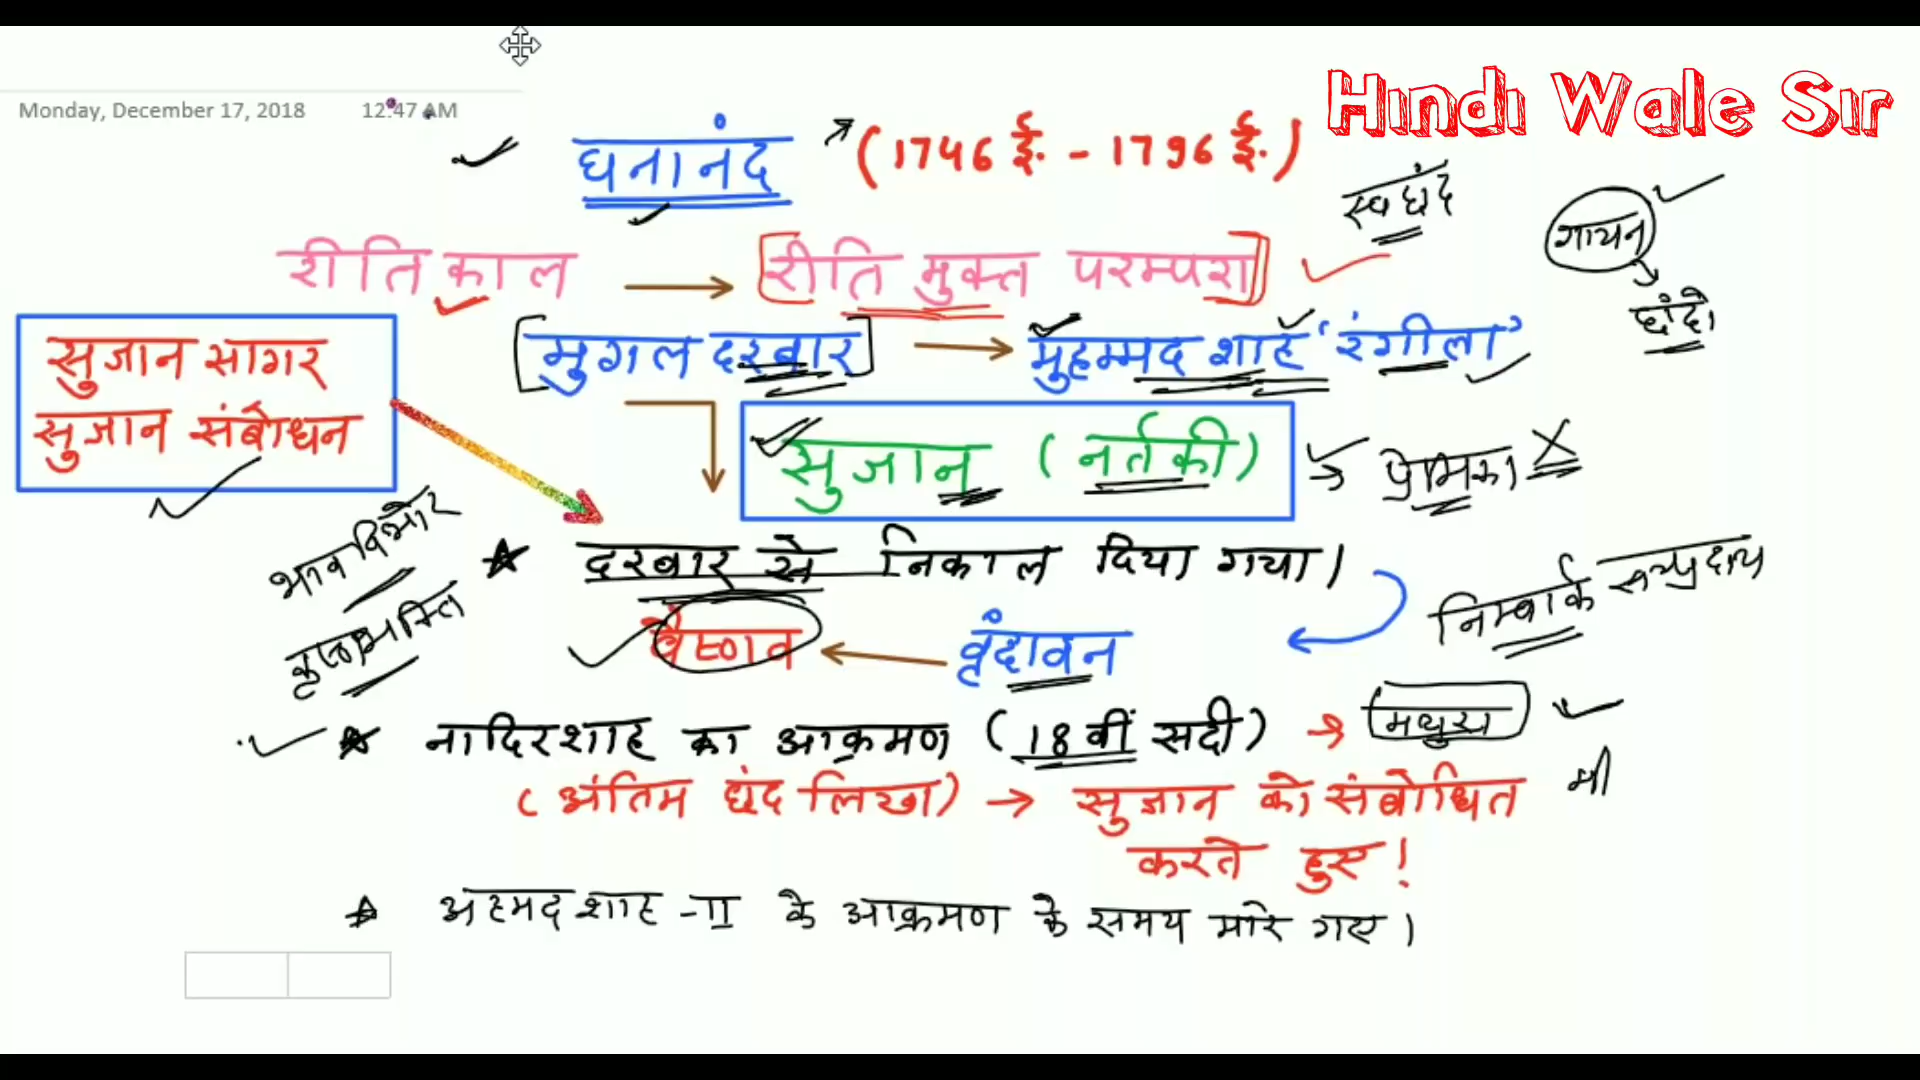 Monday, December 17, 2018 12:47 AM
Hindi Wale Sir
घनानंद (1746 ई. - 1796 ई.)
स्वछंद
गायन
छंदो
रीति काल रीति मुक्त परम्परा
सुजान सागर
सुजान संबोधन
मुगल दरबार मुहम्मद शाह 'रंगीला'
सुजान (नर्तकी) प्रेमिका X
भाव विभोर
दरबार से निकाल दिया गया।
निम्बार्क सम्प्रदाय
कृष्णभक्ति
वैष्णव वृंदावन
नादिरशाह का आक्रमण (18वीं सदी) मथुरा
(अंतिम छंद लिखा) सुजान को संबोधित
करते हुए!
अहमद शाह -II के आक्रमण के समय मारे गए।